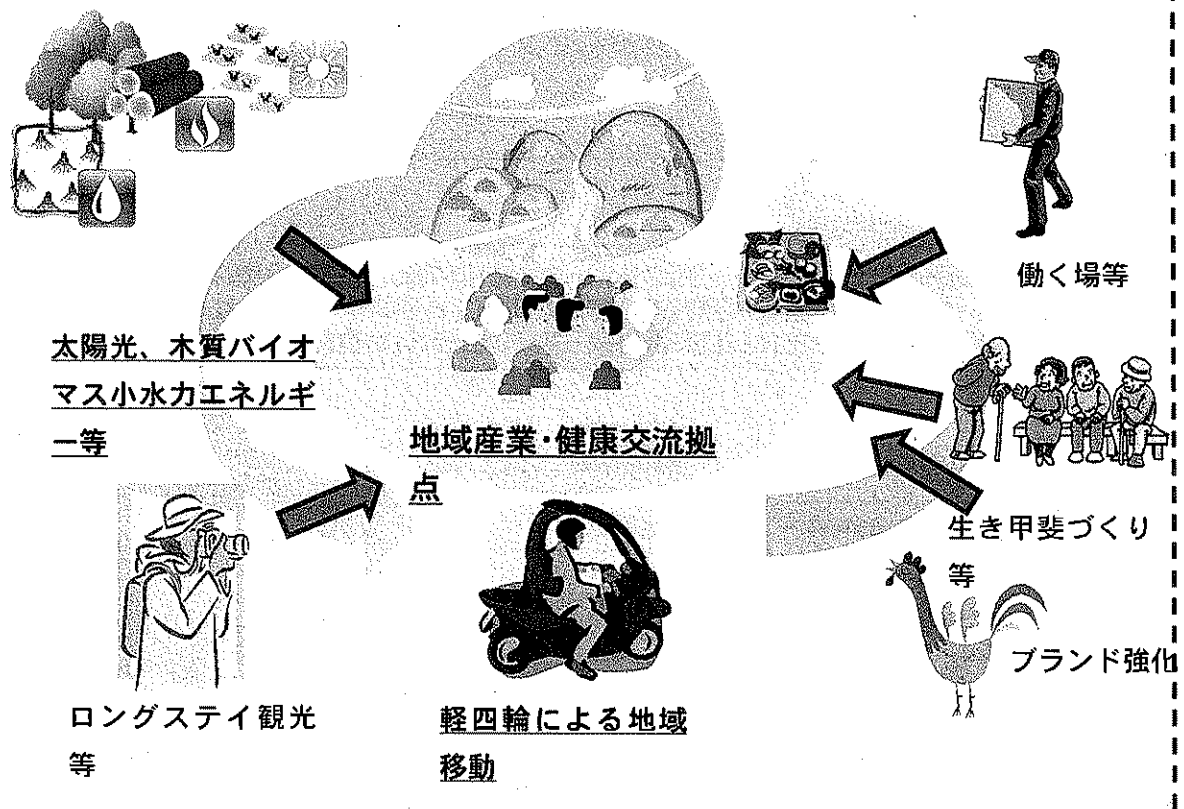 働く場等
太陽光、木質バイオ
マス小水力エネルギ
ー等
地域産業・健康交流拠
点
生き甲斐づくり
等
ブランド強化
ロングステイ観光
等
軽四輪による地域
移動